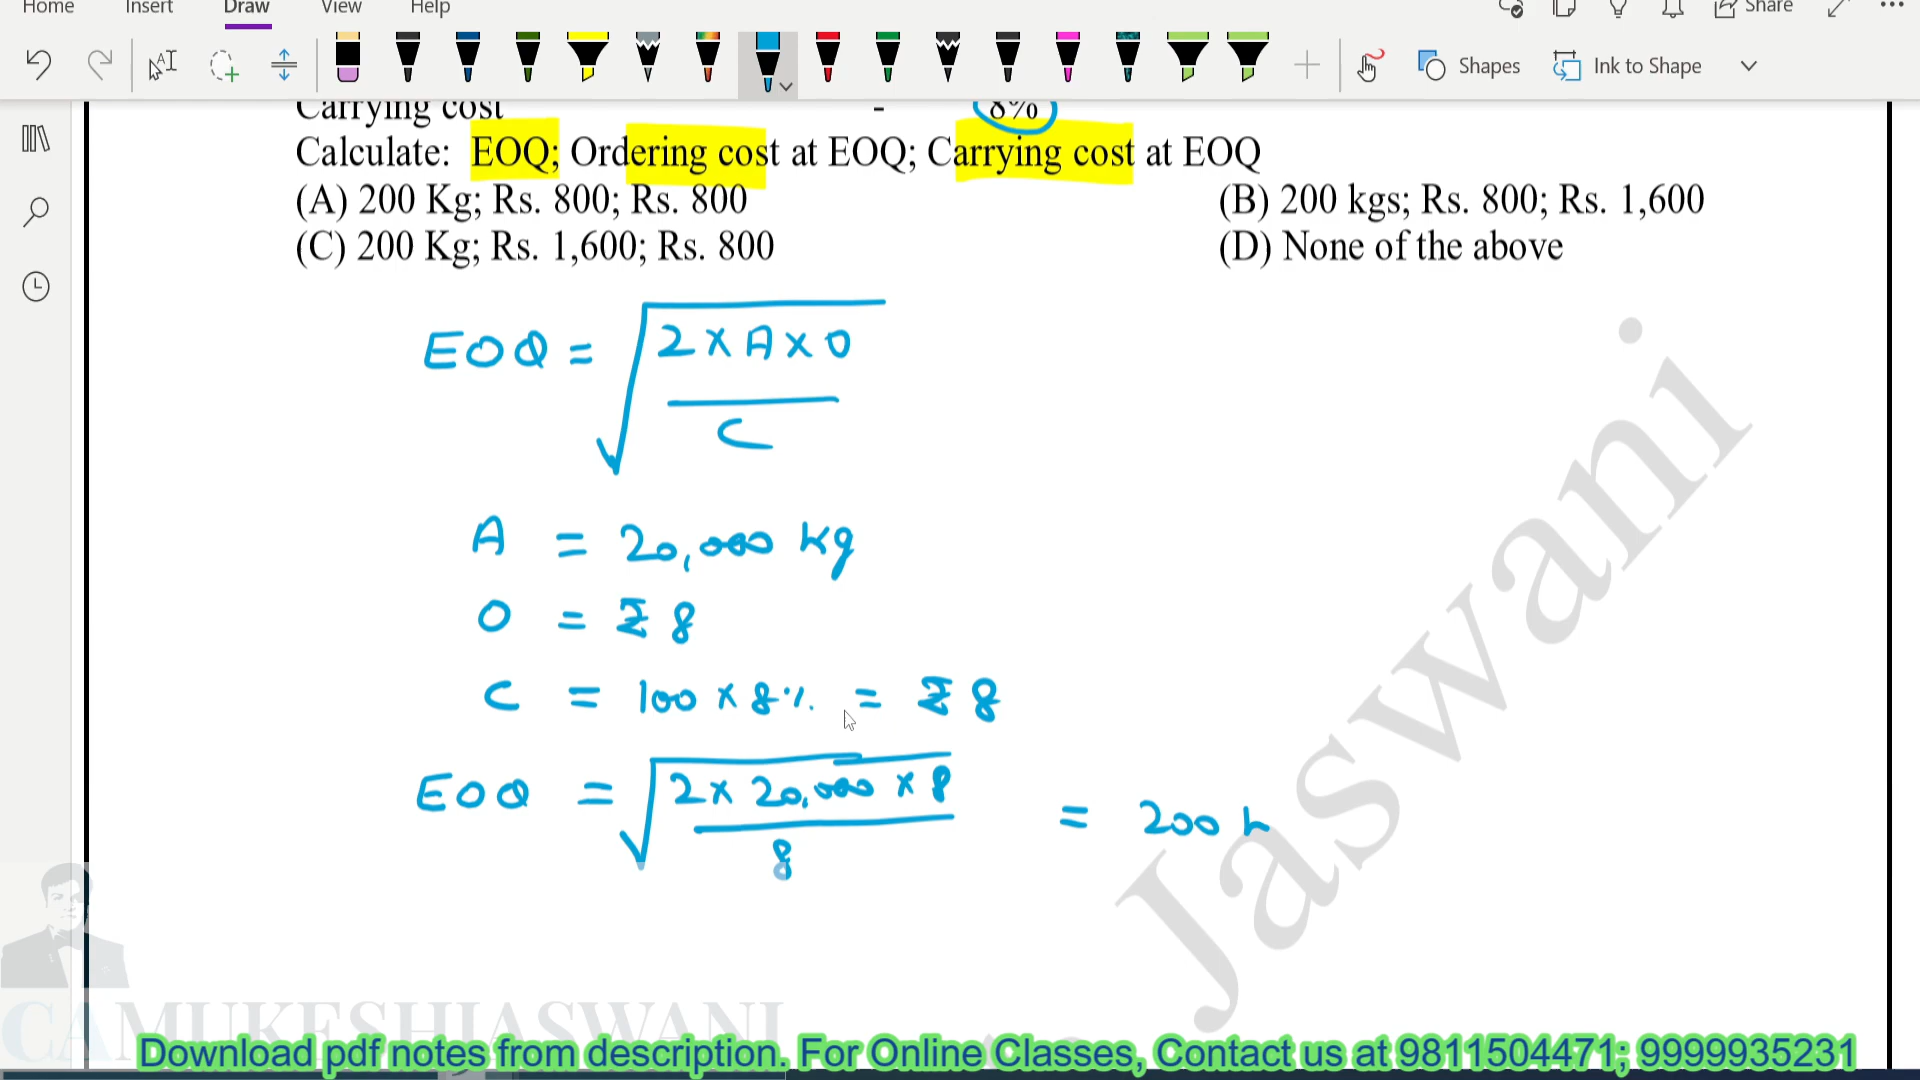 Home Insert Draw View Help Share
Shapes Ink to Shape
Carrying cost - 8%
Calculate: EOQ; Ordering cost at EOQ; Carrying cost at EOQ
(A) 200 Kg; Rs. 800; Rs. 800 (B) 200 kgs; Rs. 800; Rs. 1,600
(C) 200 Kg; Rs. 1,600; Rs. 800 (D) None of the above
EOQ = √ 2 × A × O
C
A = 20,000 kg
O = ₹ 8
C = 100 × 8% = ₹ 8
EOQ = √ 2 × 20,000 × 8 = 200 k
8
Jaswani
CA MUKESH JASWANI
Download pdf notes from description. For Online Classes, Contact us at 9811504471; 9999935231